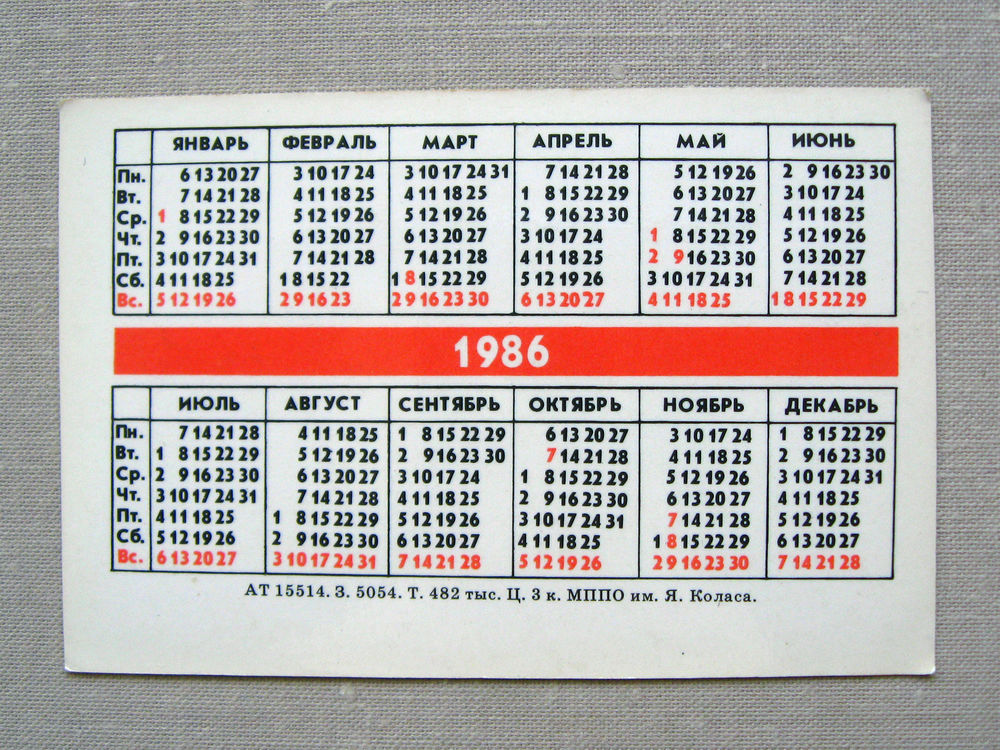 ЯНВАРЬ ФЕВРАЛЬ МАРТ АПРЕЛЬ МАЙ ИЮНЬ
Пн. 6 13 20 27 3 10 17 24 3 10 17 24 31 7 14 21 28 5 12 19 26 2 9 16 23 30
Вт. 7 14 21 28 4 11 18 25 4 11 18 25 1 8 15 22 29 6 13 20 27 3 10 17 24
Ср. 1 8 15 22 29 5 12 19 26 5 12 19 26 2 9 16 23 30 7 14 21 28 4 11 18 25
Чт. 2 9 16 23 30 6 13 20 27 6 13 20 27 3 10 17 24 1 8 15 22 29 5 12 19 26
Пт. 3 10 17 24 31 7 14 21 28 7 14 21 28 4 11 18 25 2 9 16 23 30 6 13 20 27
Сб. 4 11 18 25 1 8 15 22 1 8 15 22 29 5 12 19 26 3 10 17 24 31 7 14 21 28
Вс. 5 12 19 26 2 9 16 23 2 9 16 23 30 6 13 20 27 4 11 18 25 1 8 15 22 29
1986
ИЮЛЬ АВГУСТ СЕНТЯБРЬ ОКТЯБРЬ НОЯБРЬ ДЕКАБРЬ
Пн. 7 14 21 28 4 11 18 25 1 8 15 22 29 6 13 20 27 3 10 17 24 1 8 15 22 29
Вт. 1 8 15 22 29 5 12 19 26 2 9 16 23 30 7 14 21 28 4 11 18 25 2 9 16 23 30
Ср. 2 9 16 23 30 6 13 20 27 3 10 17 24 1 8 15 22 29 5 12 19 26 3 10 17 24 31
Чт. 3 10 17 24 31 7 14 21 28 4 11 18 25 2 9 16 23 30 6 13 20 27 4 11 18 25
Пт. 4 11 18 25 1 8 15 22 29 5 12 19 26 3 10 17 24 31 7 14 21 28 5 12 19 26
Сб. 5 12 19 26 2 9 16 23 30 6 13 20 27 4 11 18 25 1 8 15 22 29 6 13 20 27
Вс. 6 13 20 27 3 10 17 24 31 7 14 21 28 5 12 19 26 2 9 16 23 30 7 14 21 28
АТ 15514. З. 5054. Т. 482 тыс. Ц. 3 к. МППО им. Я. Коласа.